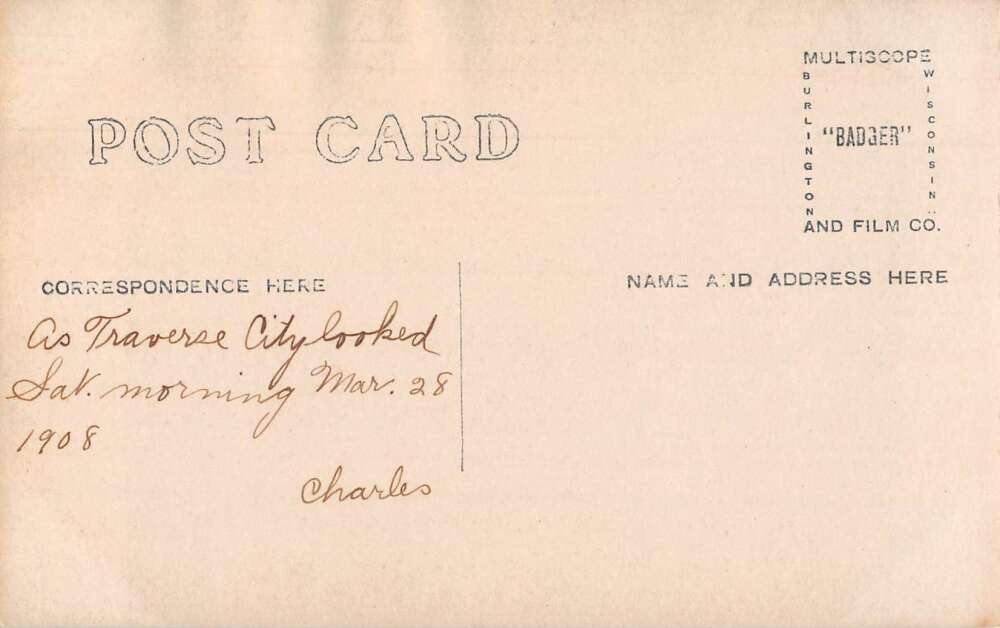 POST CARD
MULTISCOPE
BURLINGTON
"BADGER"
WISCONSIN
AND FILM CO.
CORRESPONDENCE HERE
NAME AND ADDRESS HERE
As Traverse City looked
Sat. morning Mar. 28
1908
Charles